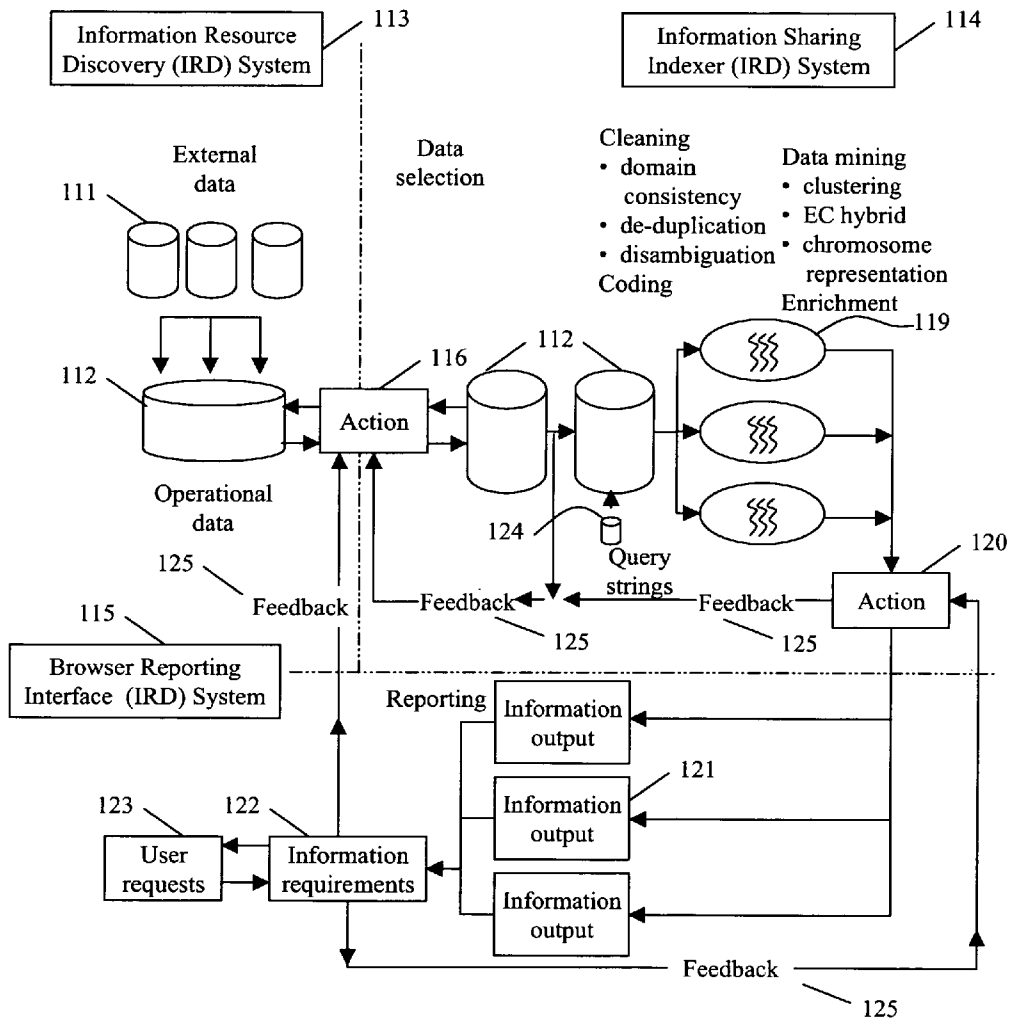 Information Resource
Discovery (IRD) System
113
Information Sharing
Indexer (IRD) System
114
External
data
111
Data
selection
Cleaning
• domain
consistency
• de-duplication
• disambiguation
Coding
Data mining
• clustering
• EC hybrid
• chromosome
representation
Enrichment
119
112
116
112
Action
Operational
data
124
Query
strings
120
Action
125
Feedback
Feedback
125
Feedback
125
115
Browser Reporting
Interface (IRD) System
Reporting
Information
output
121
Information
output
Information
output
123
User
requests
122
Information
requirements
Feedback
125